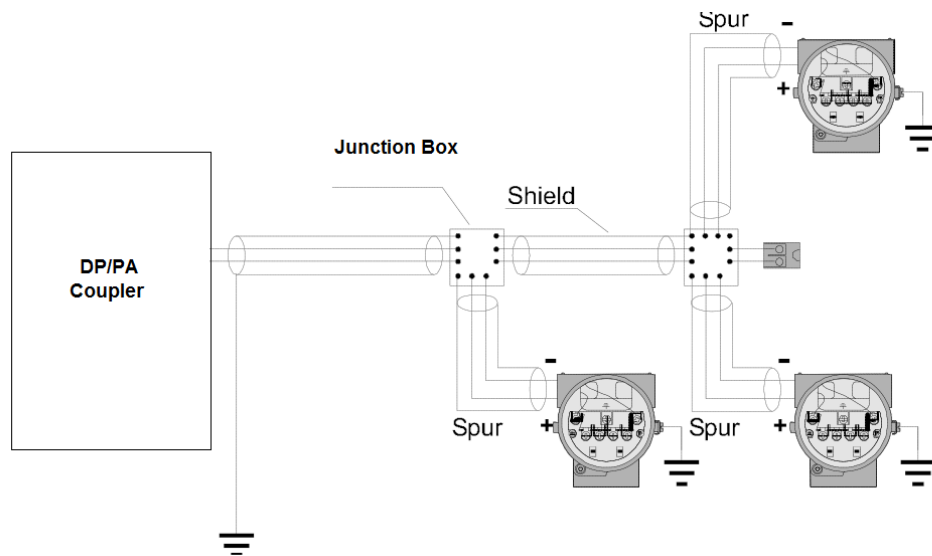 Spur
-
+
Junction Box
Shield
DP/PA
Coupler
-
Spur
+
-
Spur
+